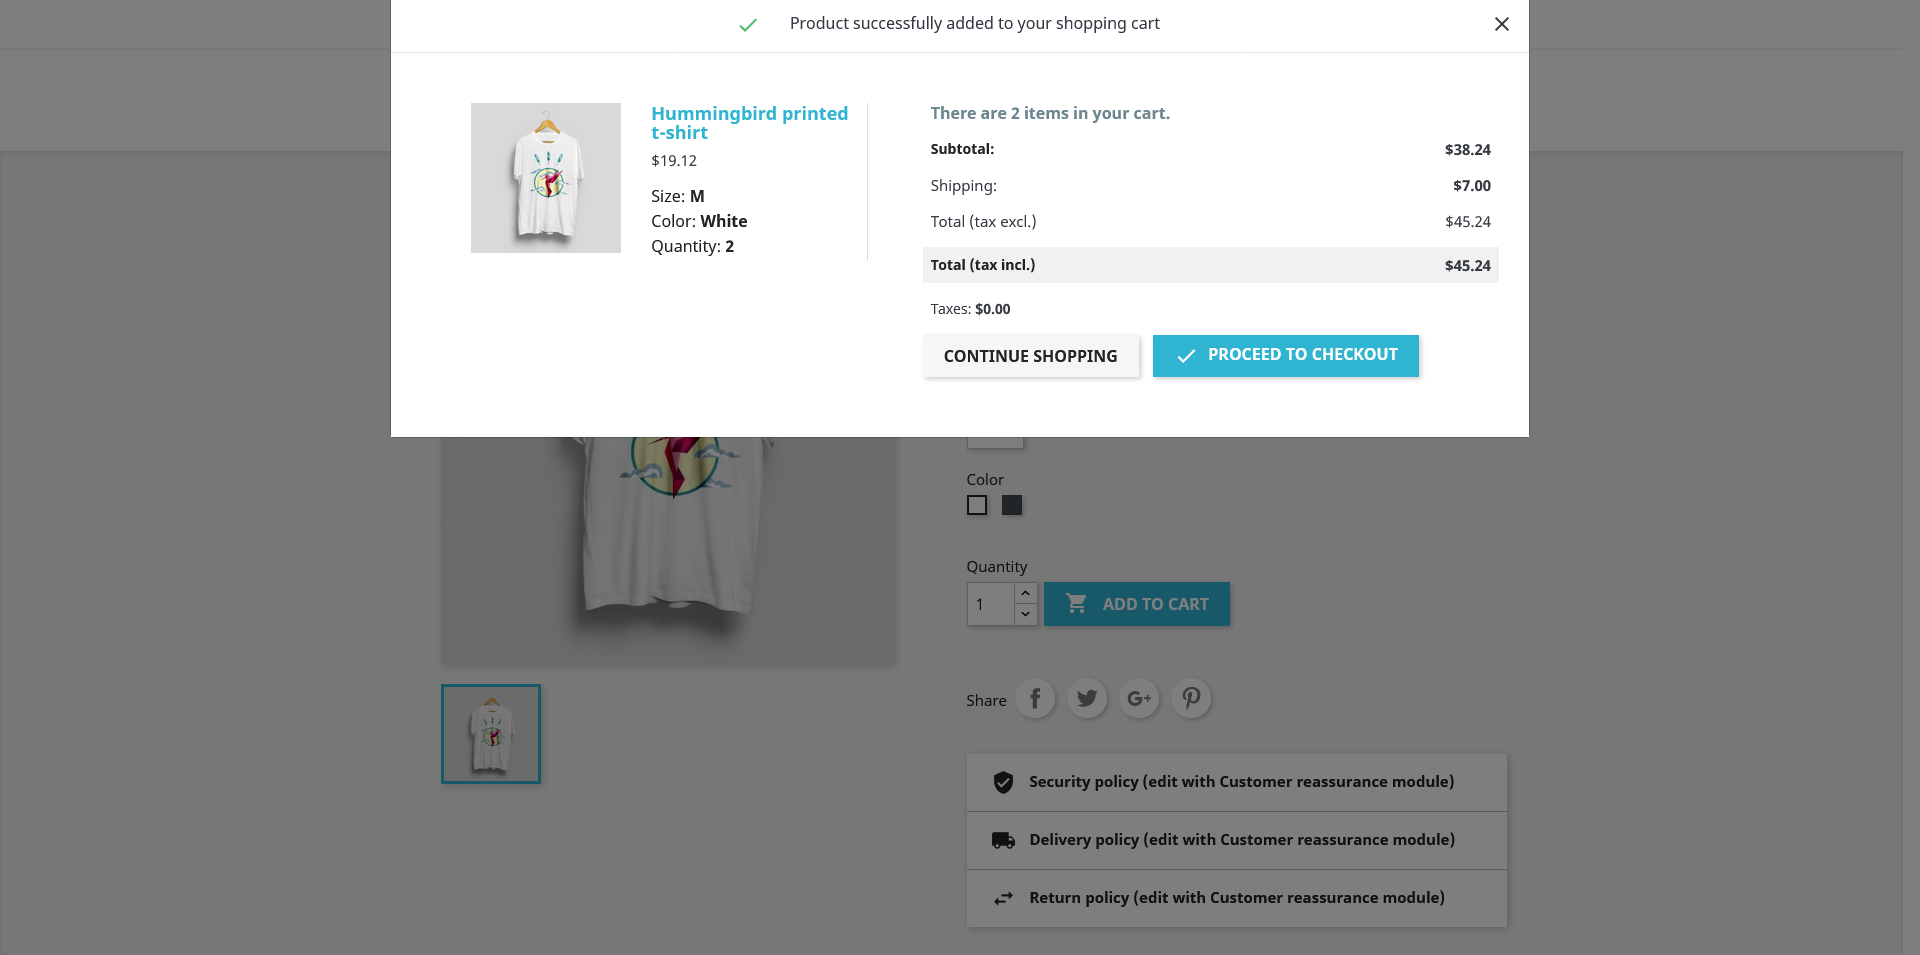 Product successfully added to your shopping cart
Hummingbird printed
t-shirt
$19.12
Size: M
Color: White
Quantity: 2
There are 2 items in your cart.
Subtotal: $38.24
Shipping: $7.00
Total (tax excl.) $45.24
Total (tax incl.) $45.24
Taxes: $0.00
CONTINUE SHOPPING
PROCEED TO CHECKOUT
Color
Quantity
1
ADD TO CART
Share
Security policy (edit with Customer reassurance module)
Delivery policy (edit with Customer reassurance module)
Return policy (edit with Customer reassurance module)